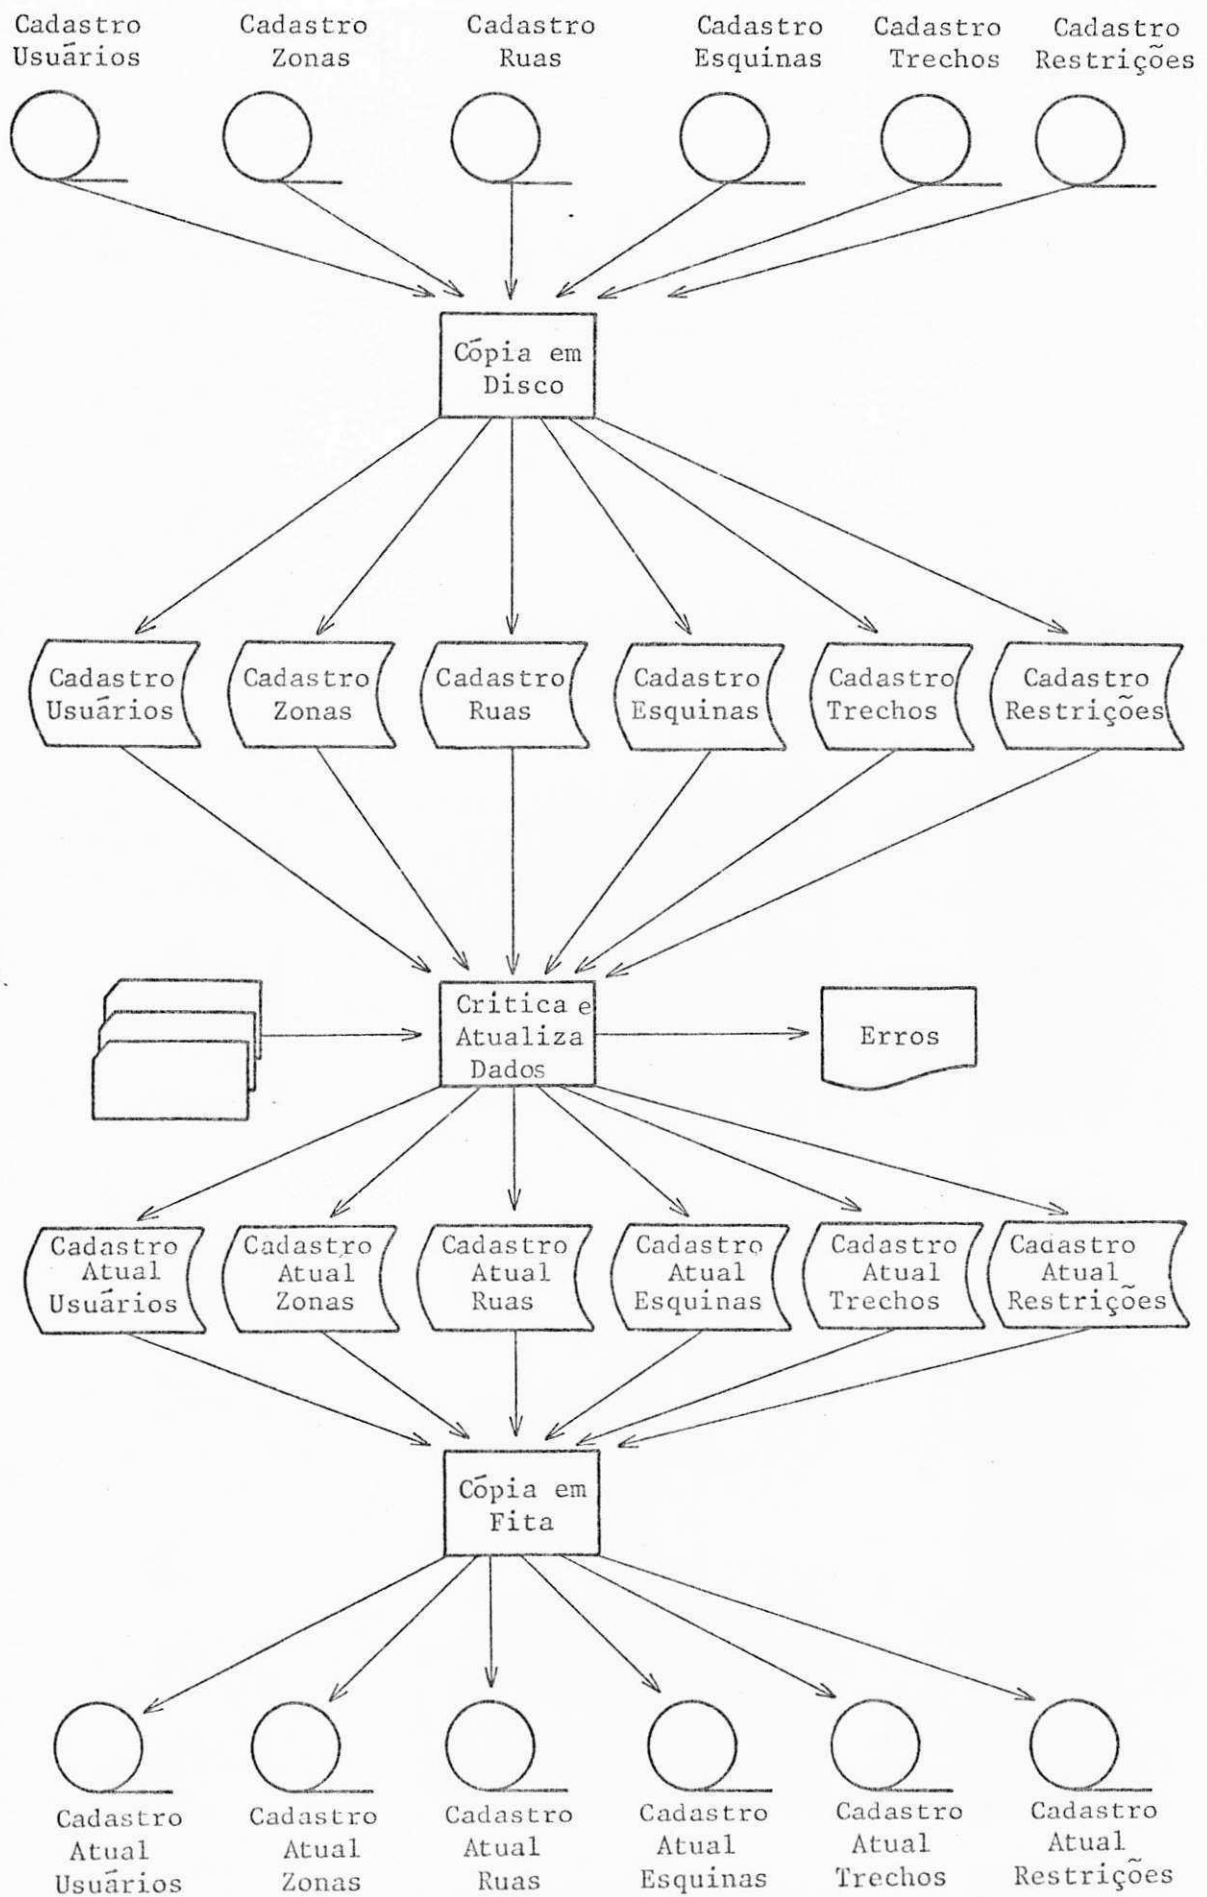 Cadastro
Usuários
Cadastro
Zonas
Cadastro
Ruas
Cadastro
Esquinas
Cadastro
Trechos
Cadastro
Restrições
Cópia em
Disco
Cadastro
Usuários
Cadastro
Zonas
Cadastro
Ruas
Cadastro
Esquinas
Cadastro
Trechos
Cadastro
Restrições
Critica e
Atualiza
Dados
Erros
Cadastro
Atual
Usuários
Cadastro
Atual
Zonas
Cadastro
Atual
Ruas
Cadastro
Atual
Esquinas
Cadastro
Atual
Trechos
Cadastro
Atual
Restrições
Cópia em
Fita
Cadastro
Atual
Usuários
Cadastro
Atual
Zonas
Cadastro
Atual
Ruas
Cadastro
Atual
Esquinas
Cadastro
Atual
Trechos
Cadastro
Atual
Restrições